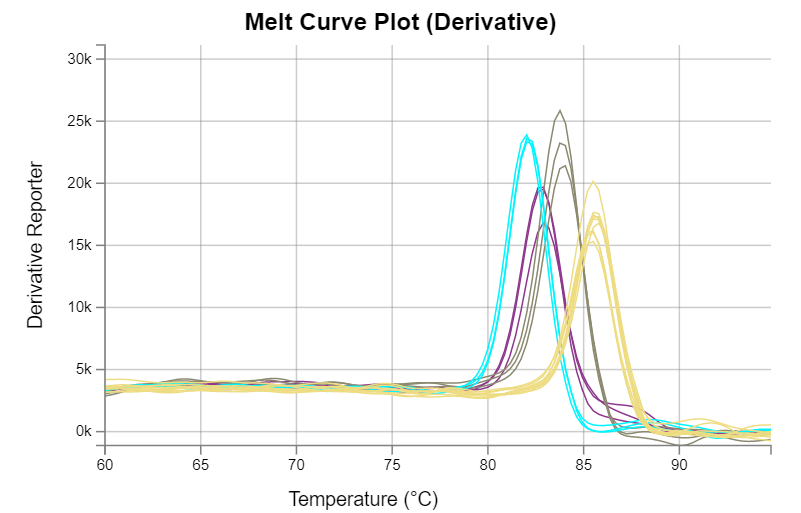 Melt Curve Plot (Derivative)
30k
25k
20k
15k
10k
5k
0k
Derivative Reporter
60 65 70 75 80 85 90
Temperature (°C)